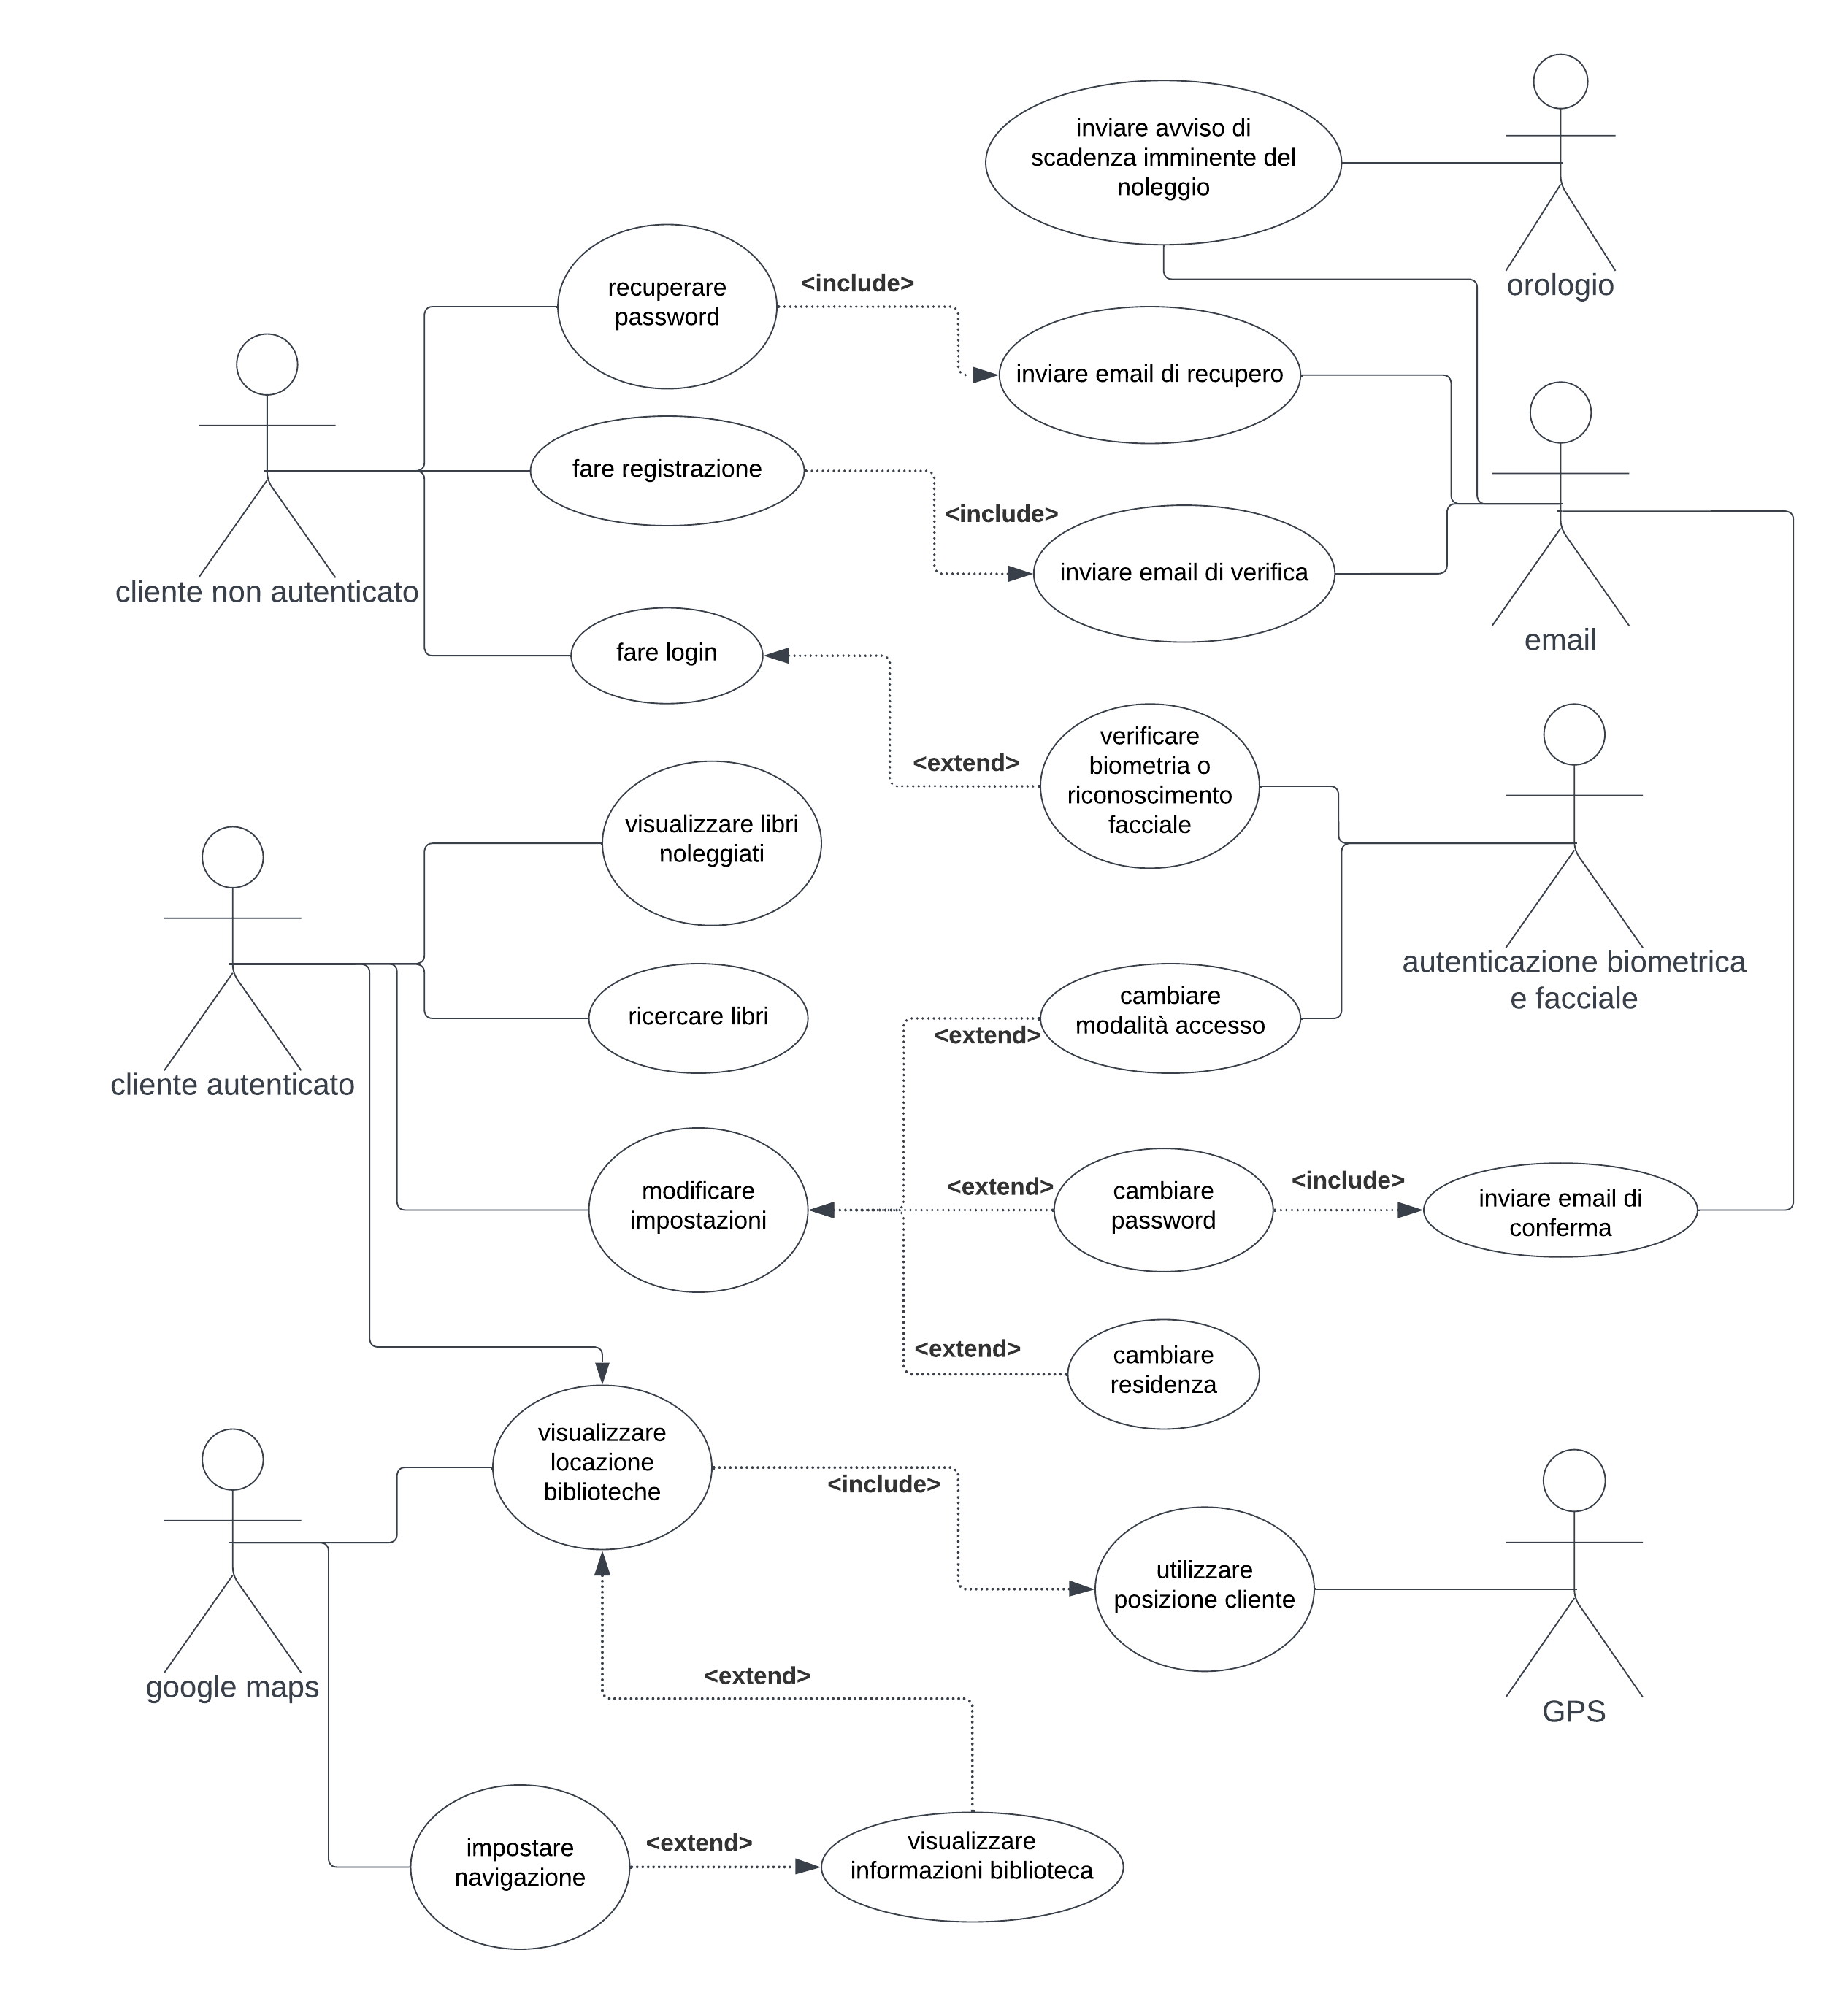 inviare avviso di
scadenza imminente del
noleggio
orologio
recuperare
password
<include>
inviare email di recupero
fare registrazione
<include>
inviare email di verifica
cliente non autenticato
email
fare login
<extend>
verificare
biometria o
riconoscimento
facciale
visualizzare libri
noleggiati
autenticazione biometrica
e facciale
ricercare libri
cambiare
modalità accesso
<extend>
cliente autenticato
modificare
impostazioni
<extend>
cambiare
password
<include>
inviare email di
conferma
<extend>
cambiare
residenza
visualizzare
locazione
biblioteche
<include>
utilizzare
posizione cliente
google maps
<extend>
GPS
impostare
navigazione
<extend>
visualizzare
informazioni biblioteca